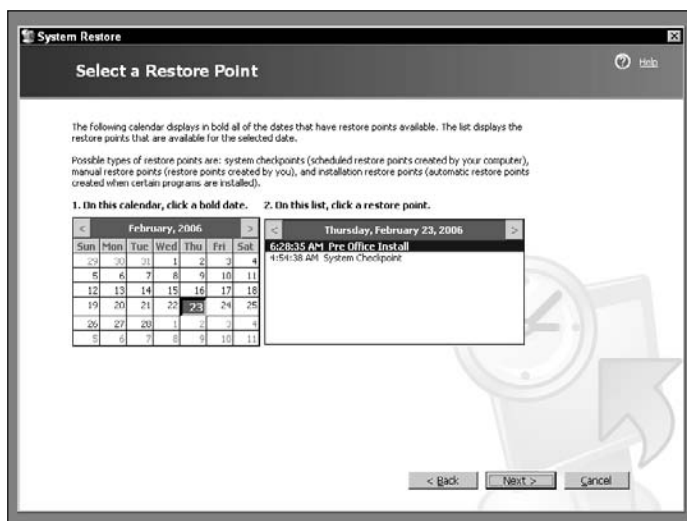 System Restore
Select a Restore Point
Help
The following calendar displays in bold all of the dates that have restore points available. The list displays the
restore points that are available for the selected date.
Possible types of restore points are: system checkpoints (scheduled restore points created by your computer),
manual restore points (restore points created by you), and installation restore points (automatic restore points
created when certain programs are installed).
1. On this calendar, click a bold date. 2. On this list, click a restore point.
< February, 2006 >
Sun Mon Tue Wed Thu Fri Sat
29 30 31 1 2 3 4
5 6 7 8 9 10 11
12 13 14 15 16 17 18
19 20 21 22 23 24 25
26 27 28 1 2 3 4
5 6 7 8 9 10 11
< Thursday, February 23, 2006 >
6:28:35 AM Pre Office Install
4:54:38 AM System Checkpoint
< Back Next > Cancel